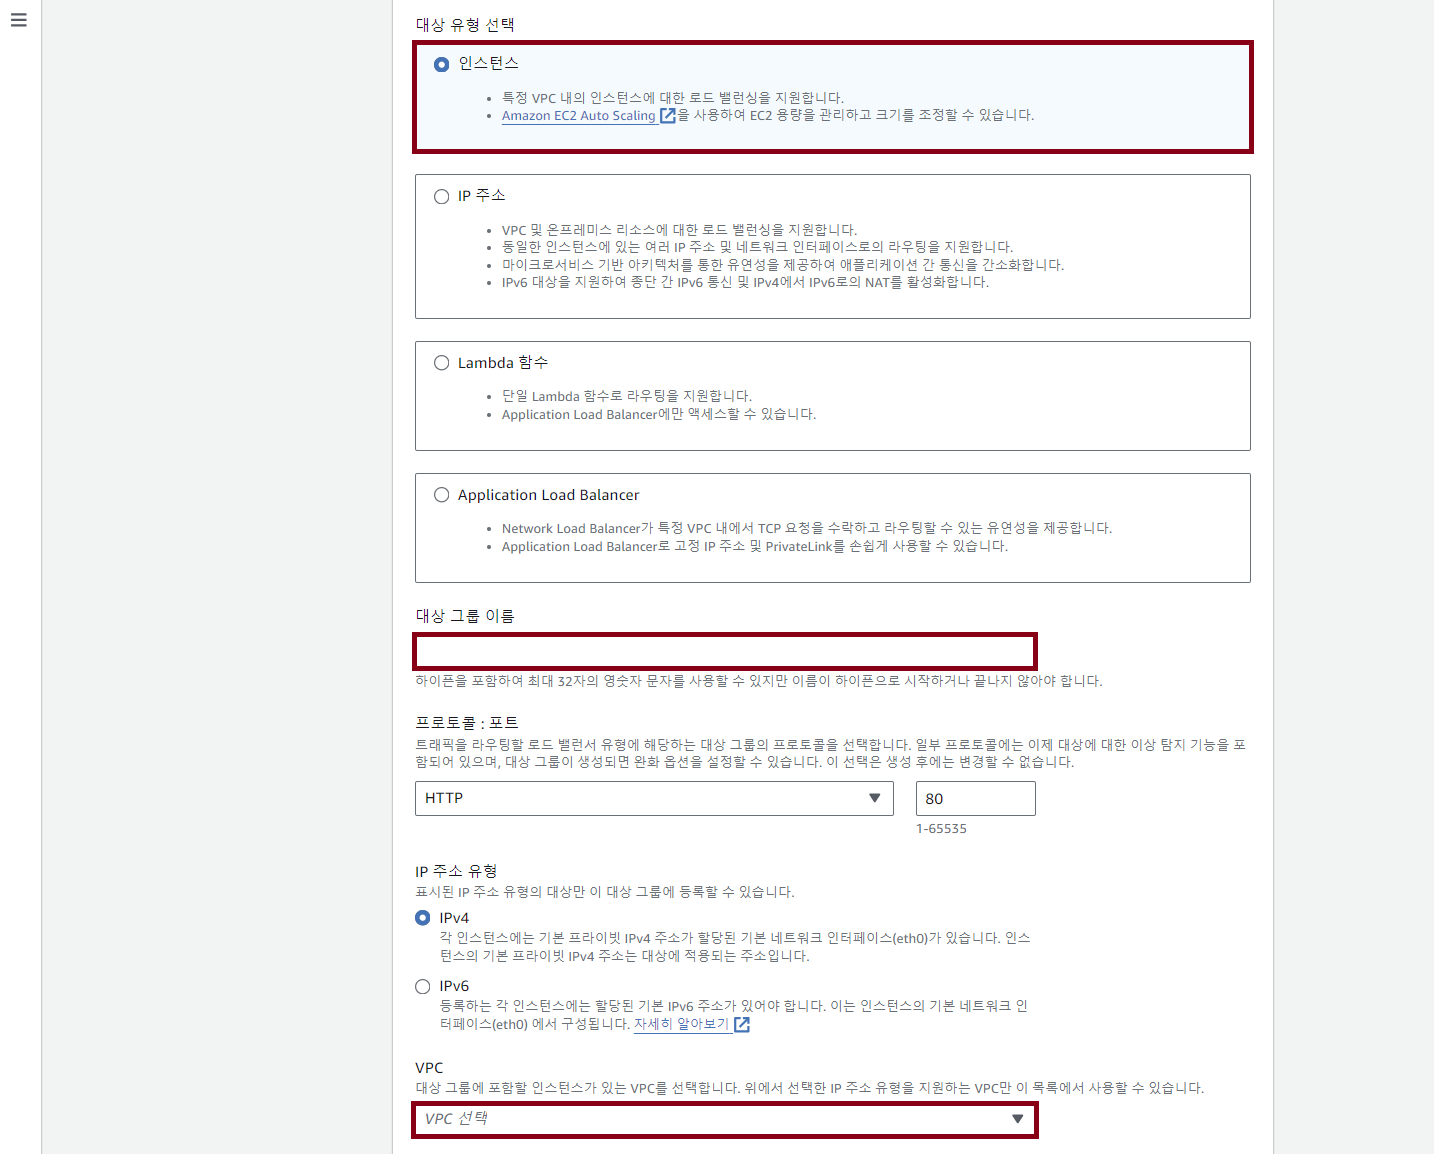 대상 유형 선택
인스턴스
특정 VPC 내의 인스턴스에 대한 로드 밸런싱을 지원합니다.
Amazon EC2 Auto Scaling 을 사용하여 EC2 용량을 관리하고 크기를 조정할 수 있습니다.
IP 주소
VPC 및 온프레미스 리소스에 대한 로드 밸런싱을 지원합니다.
동일한 인스턴스에 있는 여러 IP 주소 및 네트워크 인터페이스로의 라우팅을 지원합니다.
마이크로서비스 기반 아키텍처를 통한 유연성을 제공하여 애플리케이션 간 통신을 간소화합니다.
IPv6 대상을 지원하여 종단 간 IPv6 통신 및 IPv4에서 IPv6로의 NAT를 활성화합니다.
Lambda 함수
단일 Lambda 함수로 라우팅을 지원합니다.
Application Load Balancer에만 액세스할 수 있습니다.
Application Load Balancer
Network Load Balancer가 특정 VPC 내에서 TCP 요청을 수락하고 라우팅할 수 있는 유연성을 제공합니다.
Application Load Balancer로 고정 IP 주소 및 PrivateLink를 손쉽게 사용할 수 있습니다.
대상 그룹 이름
하이픈을 포함하여 최대 32자의 영숫자 문자를 사용할 수 있지만 이름이 하이픈으로 시작하거나 끝나지 않아야 합니다.
프로토콜 : 포트
트래픽을 라우팅할 로드 밸런서 유형에 해당하는 대상 그룹의 프로토콜을 선택합니다. 일부 프로토콜에는 이제 대상에 대한 이상 탐지 기능을 포
함되어 있으며, 대상 그룹이 생성되면 완화 옵션을 설정할 수 있습니다. 이 선택은 생성 후에는 변경할 수 없습니다.
HTTP 80
1-65535
IP 주소 유형
표시된 IP 주소 유형의 대상만 이 대상 그룹에 등록할 수 있습니다.
IPv4
각 인스턴스에는 기본 프라이빗 IPv4 주소가 할당된 기본 네트워크 인터페이스(eth0)가 있습니다. 인스
턴스의 기본 프라이빗 IPv4 주소는 대상에 적용되는 주소입니다.
IPv6
등록하는 각 인스턴스에는 할당된 기본 IPv6 주소가 있어야 합니다. 이는 인스턴스의 기본 네트워크 인
터페이스(eth0) 에서 구성됩니다. 자세히 알아보기
VPC
대상 그룹에 포함할 인스턴스가 있는 VPC를 선택합니다. 위에서 선택한 IP 주소 유형을 지원하는 VPC만 이 목록에서 사용할 수 있습니다.
VPC 선택